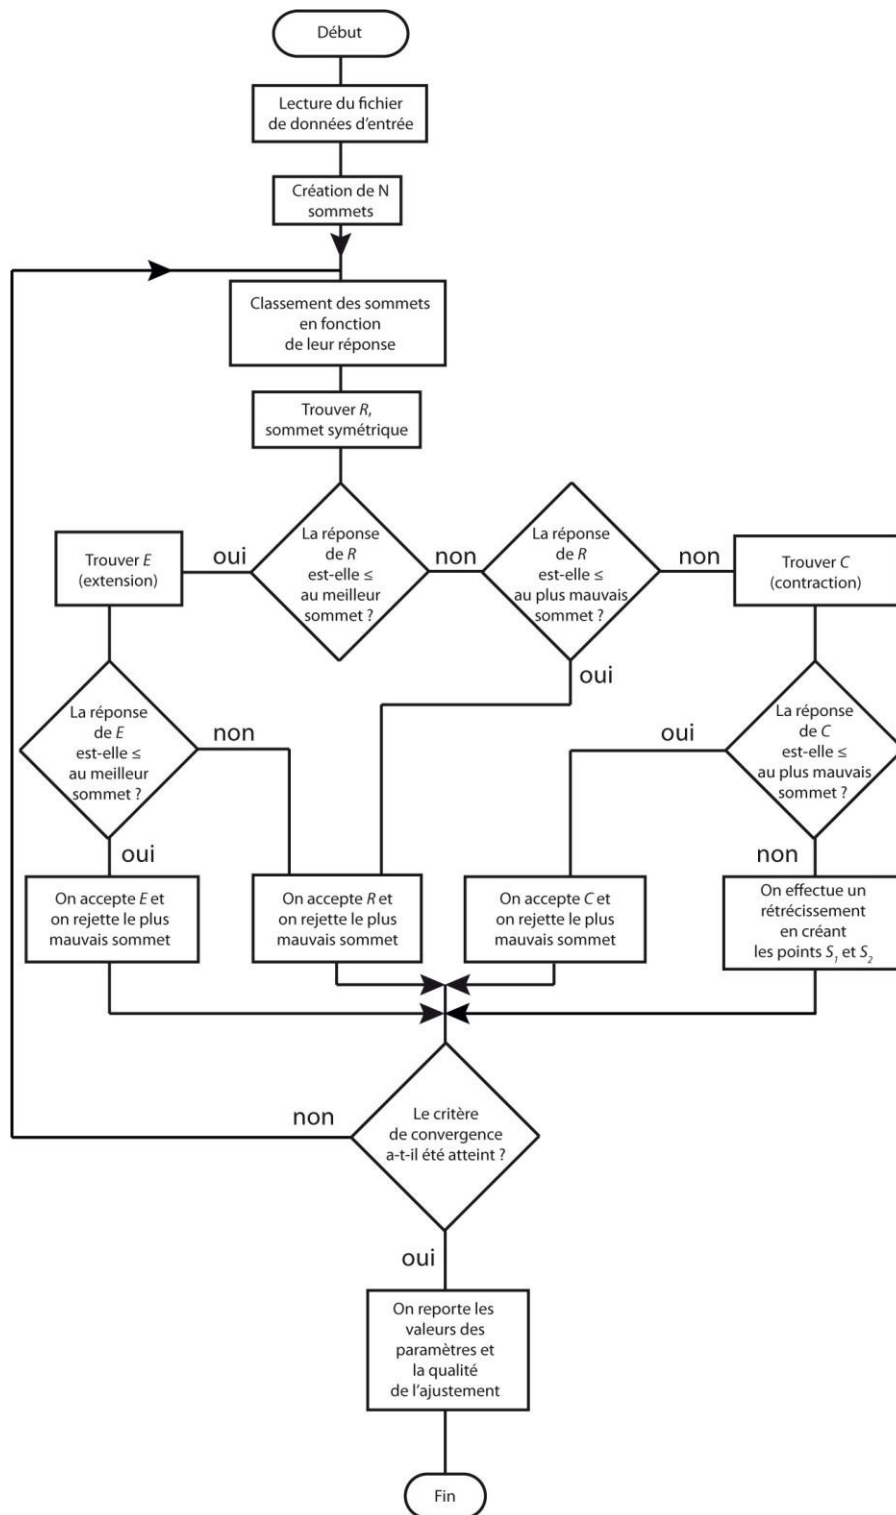 Début
Lecture du fichier
de données d'entrée
Création de N
sommets
Classement des sommets
en fonction
de leur réponse
Trouver R,
sommet symétrique
La réponse
de R
est-elle ≤
au meilleur
sommet ?
oui
non
La réponse
de R
est-elle ≤
au plus mauvais
sommet ?
non
oui
Trouver E
(extension)
Trouver C
(contraction)
La réponse
de E
est-elle ≤
au meilleur
sommet ?
non
oui
La réponse
de C
est-elle ≤
au plus mauvais
sommet ?
oui
non
On accepte E et
on rejette le plus
mauvais sommet
On accepte R et
on rejette le plus
mauvais sommet
On accepte C et
on rejette le plus
mauvais sommet
On effectue un
rétrécissement
en créant
les points S1 et S2
Le critère
de convergence
a-t-il été atteint ?
non
oui
On reporte les
valeurs des
paramètres et
la qualité
de l'ajustement
Fin